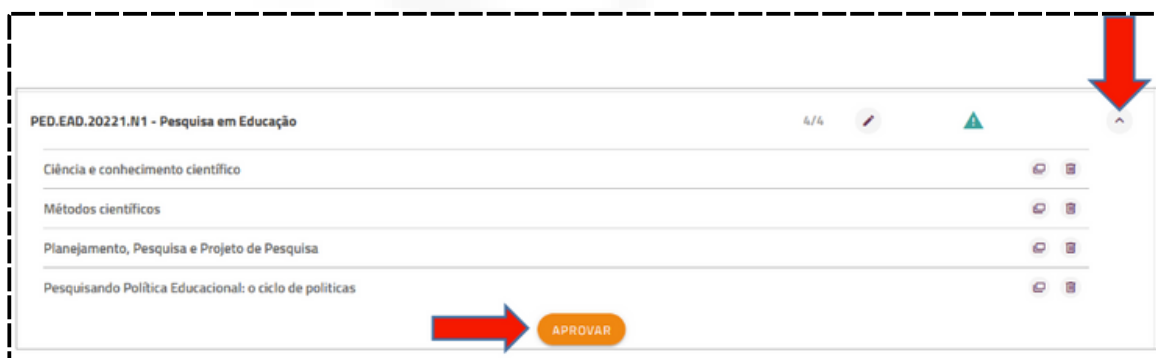 PED.EAD.20221.N1 - Pesquisa em Educação 4/4
Ciência e conhecimento científico
Métodos científicos
Planejamento, Pesquisa e Projeto de Pesquisa
Pesquisando Política Educacional: o ciclo de politicas
APROVAR